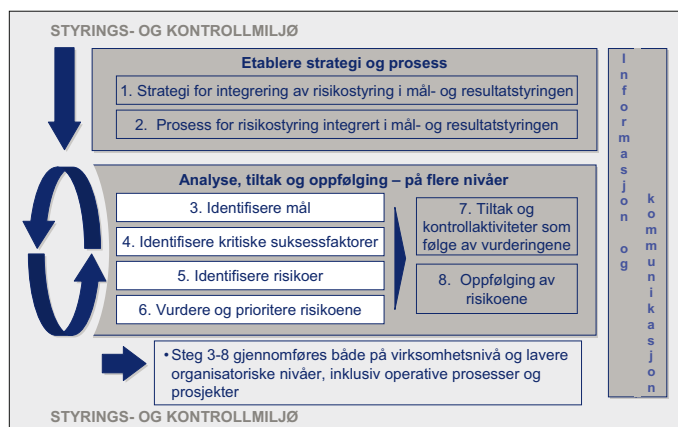 STYRINGS- OG KONTROLLMILJØ
Etablere strategi og prosess
1. Strategi for integrering av risikostyring i mål- og resultatstyringen
2. Prosess for risikostyring integrert i mål- og resultatstyringen
Analyse, tiltak og oppfølging – på flere nivåer
3. Identifisere mål
4. Identifisere kritiske suksessfaktorer
5. Identifisere risikoer
6. Vurdere og prioritere risikoene
7. Tiltak og
kontrollaktiviteter som
følge av vurderingene
8. Oppfølging av
risikoene
• Steg 3-8 gjennomføres både på virksomhetsnivå og lavere
organisatoriske nivåer, inklusiv operative prosesser og
prosjekter
Informasjon og
kommunikasjon
STYRINGS- OG KONTROLLMILJØ